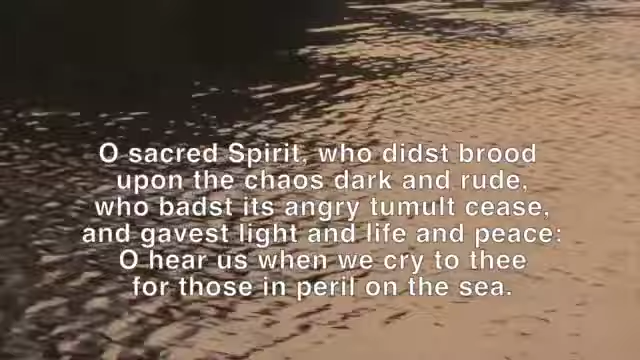 O sacred Spirit, who didst brood
upon the chaos dark and rude,
who badst its angry tumult cease,
and gavest light and life and peace:
O hear us when we cry to thee
for those in peril on the sea.